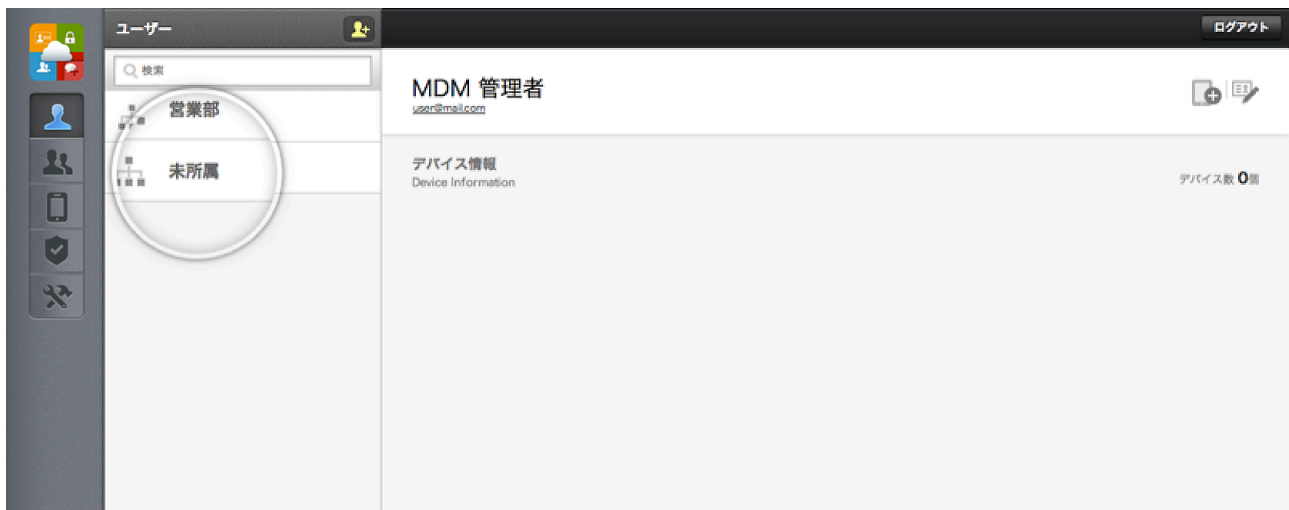 ユーザー
ログアウト
検索
営業部
未所属
MDM 管理者
user@mail.com
デバイス情報
Device Information
デバイス数 0個